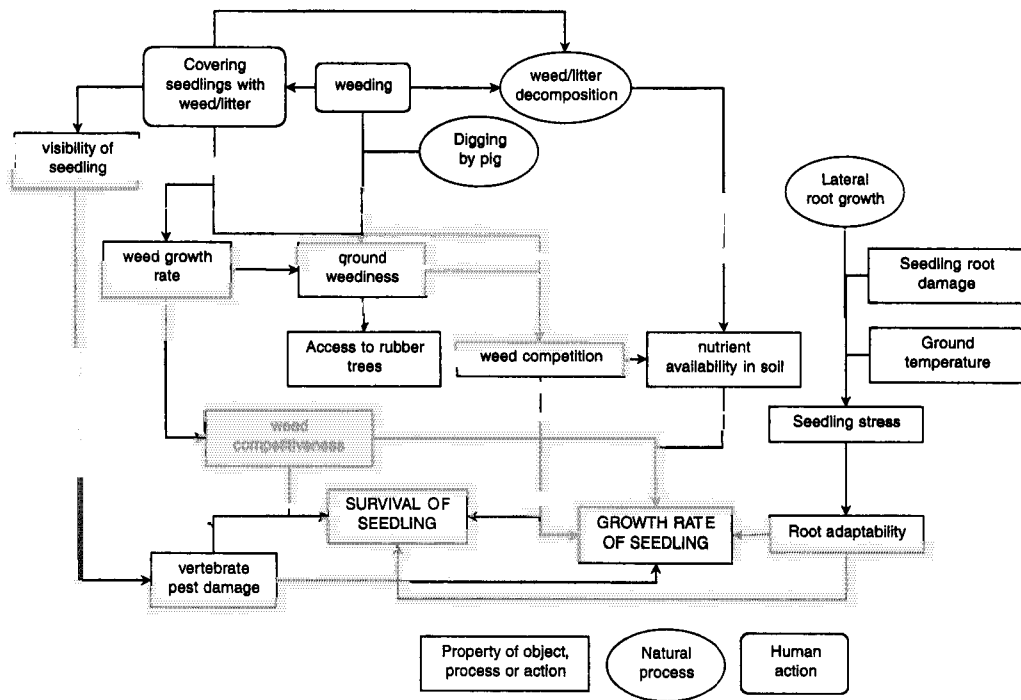 Covering
seedlings with
weed/litter
weeding
weed/litter
decomposition
visibility of
seedling
Digging
by pig
Lateral
root growth
weed growth
rate
qround
weediness
Seedling root
damage
Access to rubber
trees
weed competition
nutrient
availability in soil
Ground
temperature
Seedling stress
weed
competitiveness
SURVIVAL OF
SEEDLING
GROWTH RATE
OF SEEDLING
Root adaptability
vertebrate
pest damage
Property of object,
process or action
Natural
process
Human
action